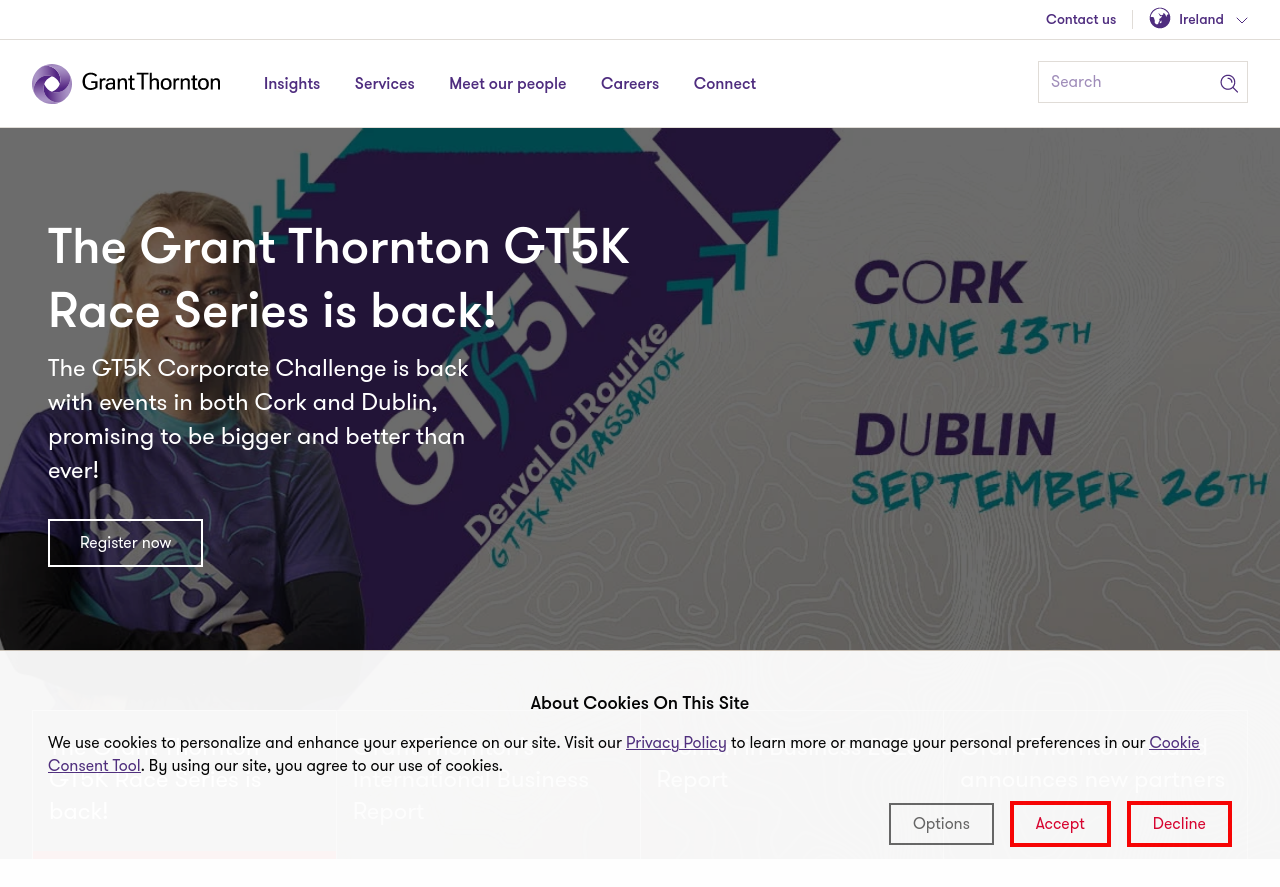 Contact us
Ireland
Grant Thornton
Insights
Services
Meet our people
Careers
Connect
Search
The Grant Thornton GT5K
Race Series is back!
The GT5K Corporate Challenge is back
with events in both Cork and Dublin,
promising to be bigger and better than
ever!
Register now
GT5K
GT5K
Derval O'Rourke
GT5K AMBASSADOR
CORK
JUNE 13TH
DUBLIN
SEPTEMBER 26TH
About Cookies On This Site
We use cookies to personalize and enhance your experience on our site. Visit our Privacy Policy to learn more or manage your personal preferences in our Cookie
Consent Tool. By using our site, you agree to our use of cookies.
GT5K Race Series is
back!
International Business
Report
Report
announces new partners
Options
Accept
Decline